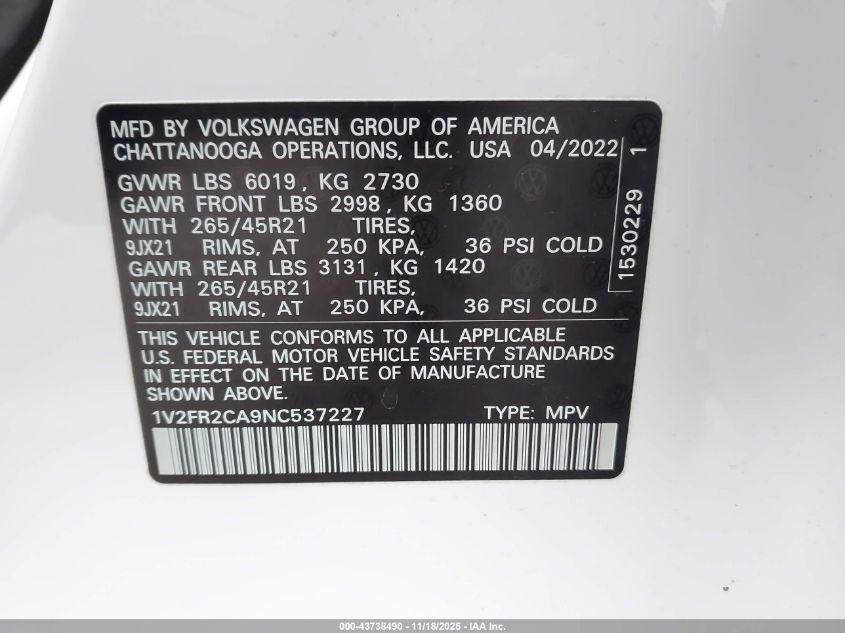 MFD BY VOLKSWAGEN GROUP OF AMERICA
CHATTANOOGA OPERATIONS, LLC. USA 04/2022
GVWR LBS 6019, KG 2730
GAWR FRONT LBS 2998, KG 1360
WITH 265/45R21 TIRES,
9JX21 RIMS, AT 250 KPA, 36 PSI COLD
GAWR REAR LBS 3131, KG 1420
WITH 265/45R21 TIRES,
9JX21 RIMS, AT 250 KPA, 36 PSI COLD
1530229 1
THIS VEHICLE CONFORMS TO ALL APPLICABLE
U.S. FEDERAL MOTOR VEHICLE SAFETY STANDARDS
IN EFFECT ON THE DATE OF MANUFACTURE
SHOWN ABOVE.
1V2FR2CA9NC537227 TYPE: MPV
000-43738490 - 11/18/2025 - IAA Inc.